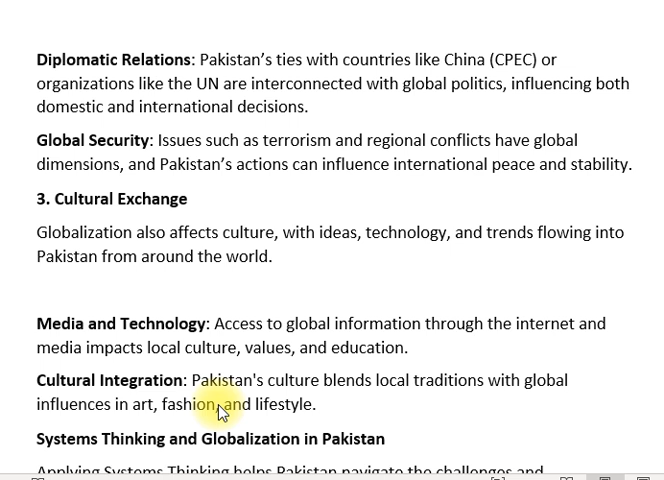 Diplomatic Relations: Pakistan’s ties with countries like China (CPEC) or
organizations like the UN are interconnected with global politics, influencing both
domestic and international decisions.
Global Security: Issues such as terrorism and regional conflicts have global
dimensions, and Pakistan’s actions can influence international peace and stability.
3. Cultural Exchange
Globalization also affects culture, with ideas, technology, and trends flowing into
Pakistan from around the world.
Media and Technology: Access to global information through the internet and
media impacts local culture, values, and education.
Cultural Integration: Pakistan's culture blends local traditions with global
influences in art, fashion, and lifestyle.
Systems Thinking and Globalization in Pakistan
Applying Systems Thinking helps Pakistan navigate the challenges and